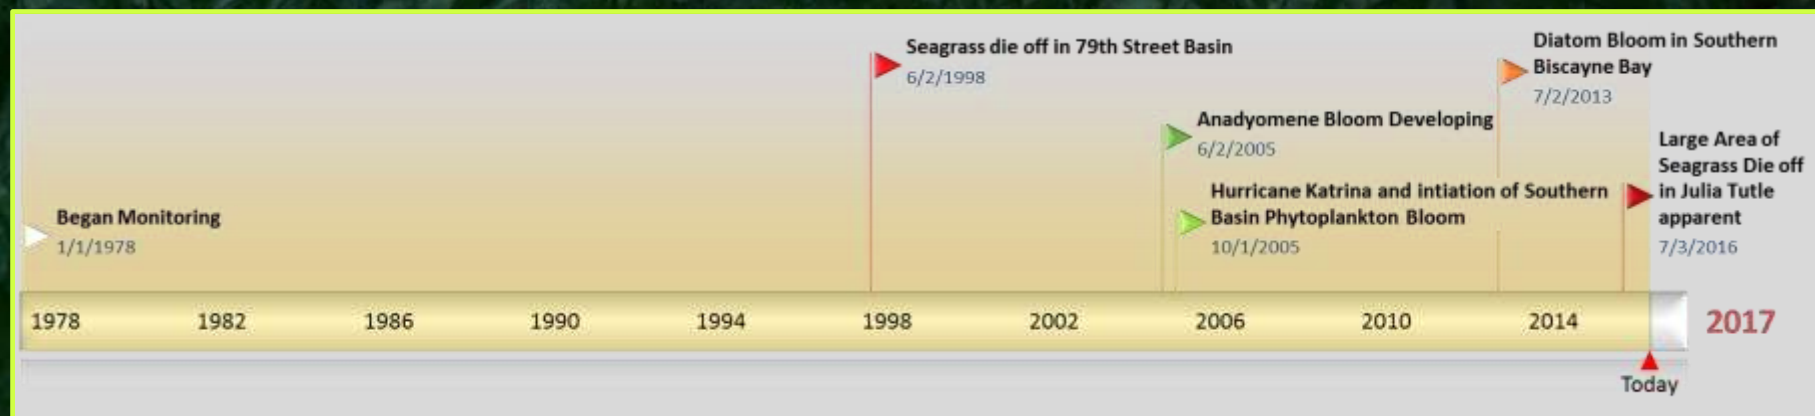 Began Monitoring
1/1/1978
Seagrass die off in 79th Street Basin
6/2/1998
Anadyomene Bloom Developing
6/2/2005
Hurricane Katrina and intiation of Southern
Basin Phytoplankton Bloom
10/1/2005
Diatom Bloom in Southern
Biscayne Bay
7/2/2013
Large Area of
Seagrass Die off
in Julia Tutle
apparent
7/3/2016
1978 1982 1986 1990 1994 1998 2002 2006 2010 2014 2017
Today